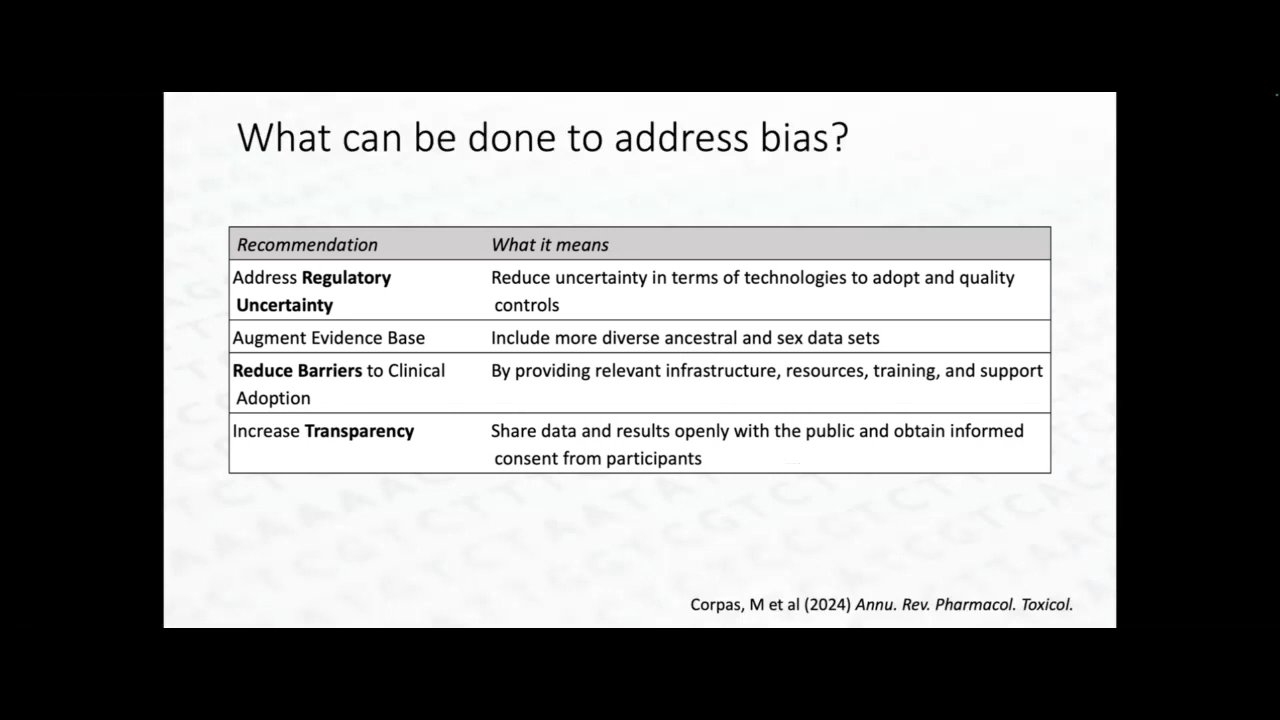 What can be done to address bias?
Recommendation What it means
Address Regulatory Reduce uncertainty in terms of technologies to adopt and quality
Uncertainty controls
Augment Evidence Base Include more diverse ancestral and sex data sets
Reduce Barriers to Clinical By providing relevant infrastructure, resources, training, and support
Adoption
Increase Transparency Share data and results openly with the public and obtain informed
consent from participants
Corpas, M et al (2024) Annu. Rev. Pharmacol. Toxicol.